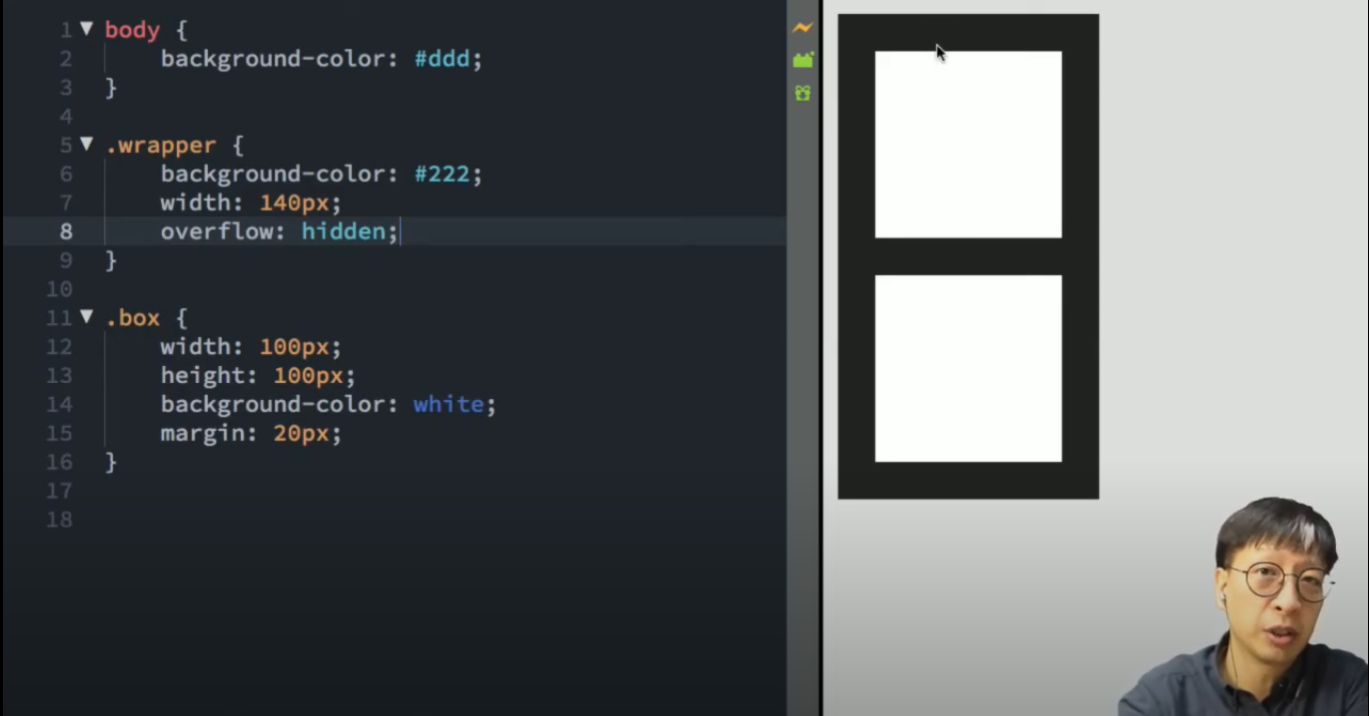 1 body {
2 background-color: #ddd;
3 }
4
5 .wrapper {
6 background-color: #222;
7 width: 140px;
8 overflow: hidden;
9 }
10
11 .box {
12 width: 100px;
13 height: 100px;
14 background-color: white;
15 margin: 20px;
16 }
17
18